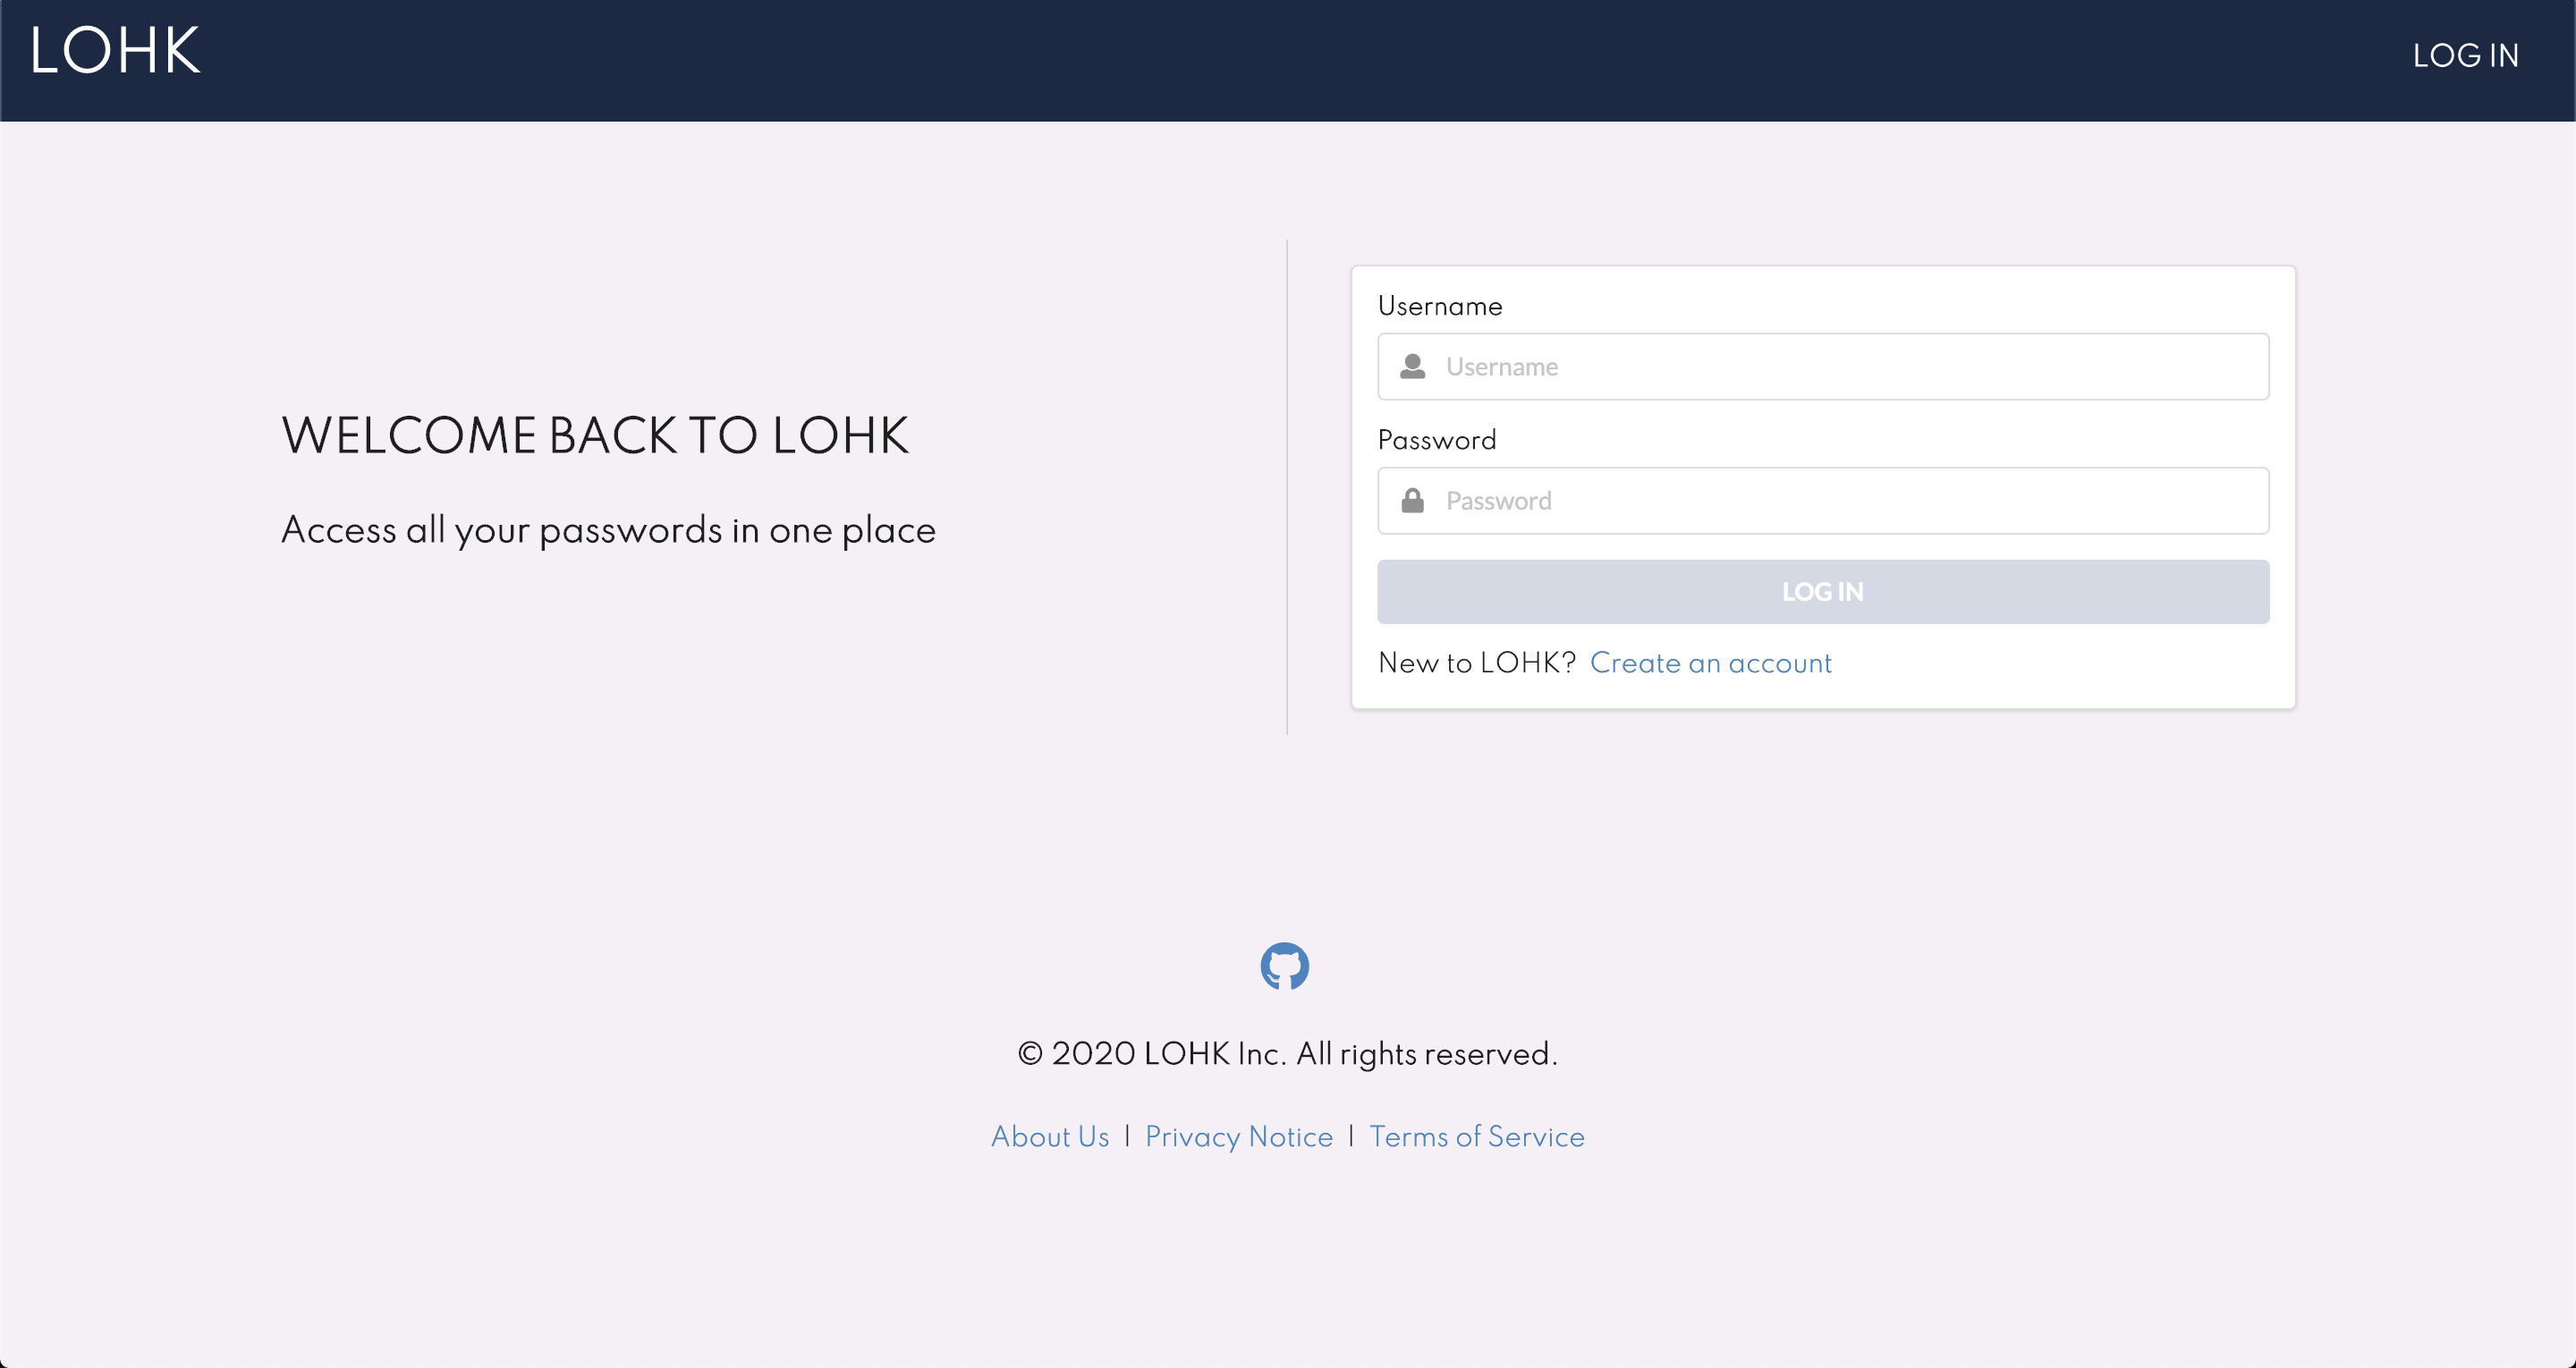 LOHK
LOG IN
WELCOME BACK TO LOHK
Access all your passwords in one place
Username
Username
Password
Password
LOG IN
New to LOHK? Create an account
© 2020 LOHK Inc. All rights reserved.
About Us | Privacy Notice | Terms of Service